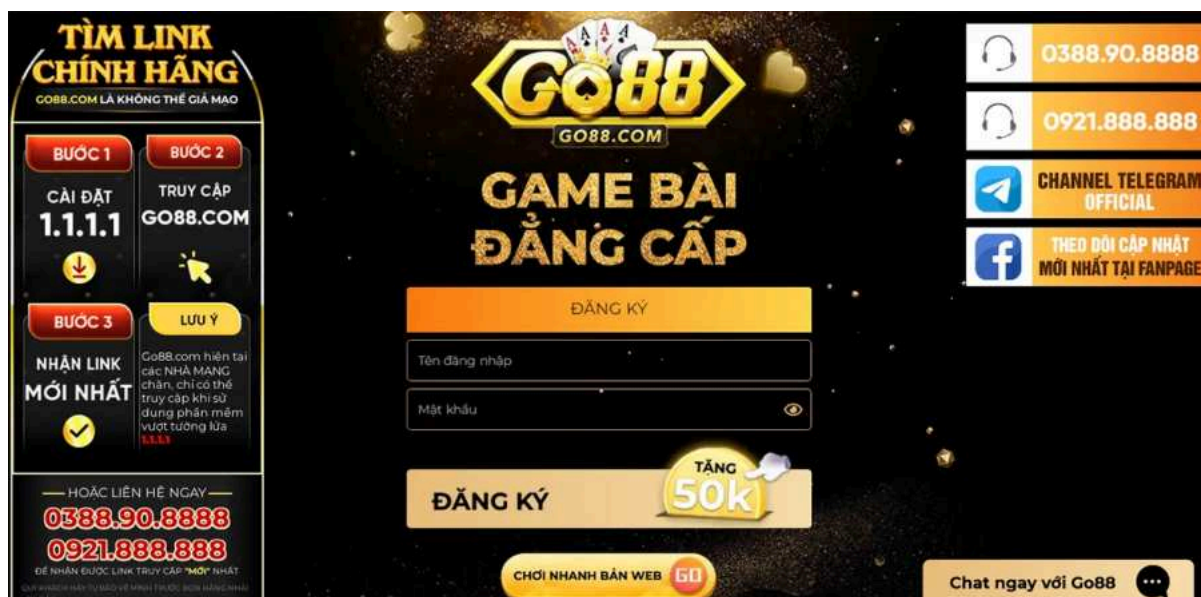 TÌM LINK
CHÍNH HÃNG
GO88.COM LÀ KHÔNG THỂ GIẢ MẠO
BƯỚC 1
CÀI ĐẶT
1.1.1.1
BƯỚC 2
TRUY CẬP
GO88.COM
BƯỚC 3
NHẬN LINK
MỚI NHẤT
LƯU Ý
Go88.com hiện tại
các NHÀ MẠNG
chặn, chỉ có thể
truy cập khi sử
dụng phần mềm
vượt tường lửa
1.1.1.1
HOẶC LIÊN HỆ NGAY
0388.90.8888
0921.888.888
ĐỂ NHẬN ĐƯỢC LINK TRUY CẬP "MỚI" NHẤT
GO88
GO88.COM
GAME BÀI
ĐẲNG CẤP
ĐĂNG KÝ
Tên đăng nhập
Mật khẩu
ĐĂNG KÝ
TẶNG
50K
CHƠI NHANH BẢN WEB GO
0388.90.8888
0921.888.888
CHANNEL TELEGRAM
OFFICIAL
THEO DÕI CẬP NHẬT
MỚI NHẤT TẠI FANPAGE
Chat ngay với Go88